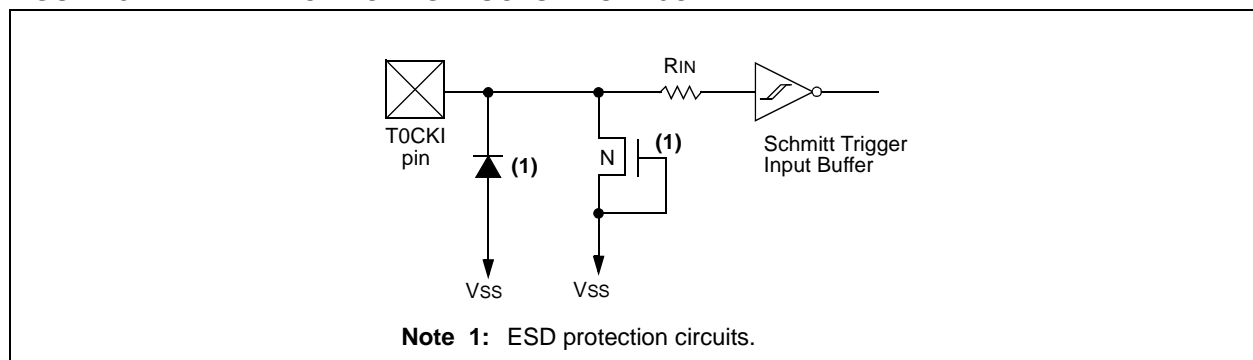 RIN
T0CKI
pin
(1)
N
(1)
Schmitt Trigger
Input Buffer
VSS
VSS
Note 1: ESD protection circuits.